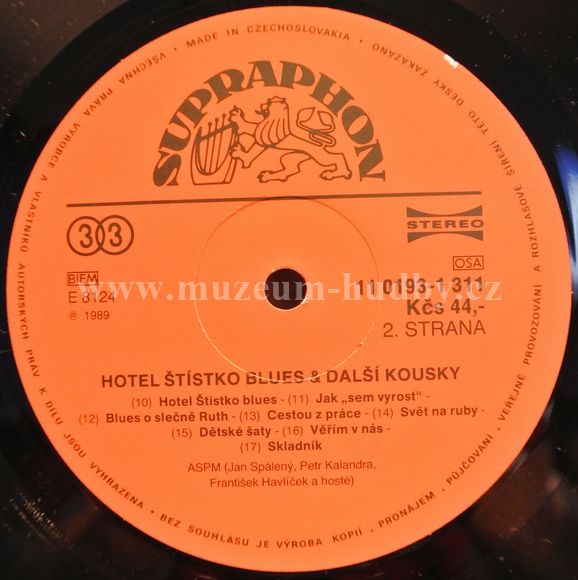 VŠECHNA PRÁVA VÝROBCE A VLASTNÍKŮ AUTORSKÝCH PRÁV K DÍLU JSOU VYHRAZENA • BEZ SOUHLASU JE VÝROBA KOPIÍ, PRONÁJEM, PŮJČOVÁNÍ, VEŘEJNÉ PROVOZOVÁNÍ A ROZHLASOVÉ ŠÍŘENÍ TÉTO DESKY ZAKÁZÁNO • MADE IN CZECHOSLOVAKIA •
SUPRAPHON
33
STEREO
BIEM
OSA
E 8124
11 0193-1 311
℗ 1989
Kčs 44,-
2. STRANA
www.muzeum-hudby.cz
HOTEL ŠTÍSTKO BLUES & DALŠÍ KOUSKY
(10) Hotel Štístko blues - (11) Jak „sem vyrost" -
(12) Blues o slečně Ruth - (13) Cestou z práce - (14) Svět na ruby -
(15) Dětské šaty - (16) Věřím v nás -
(17) Skladník
ASPM (Jan Spálený, Petr Kalandra,
František Havlíček a hosté)